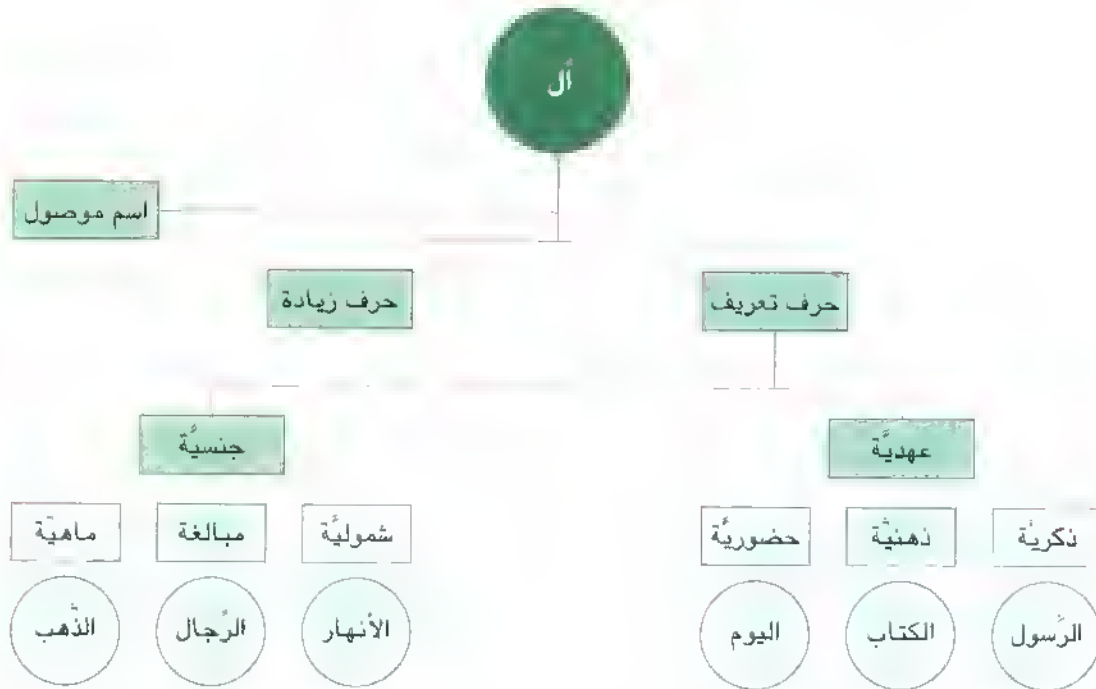 أل
اسم موصول
حرف تعريف
حرف زيادة
عهديَّة
جنسيَّة
ذكريَّة
ذهنيَّة
حضوريَّة
شموليَّة
مبالغة
ماهيَّة
الرَّسول
الكتاب
اليوم
الأنهار
الرِّجال
الذَّهب